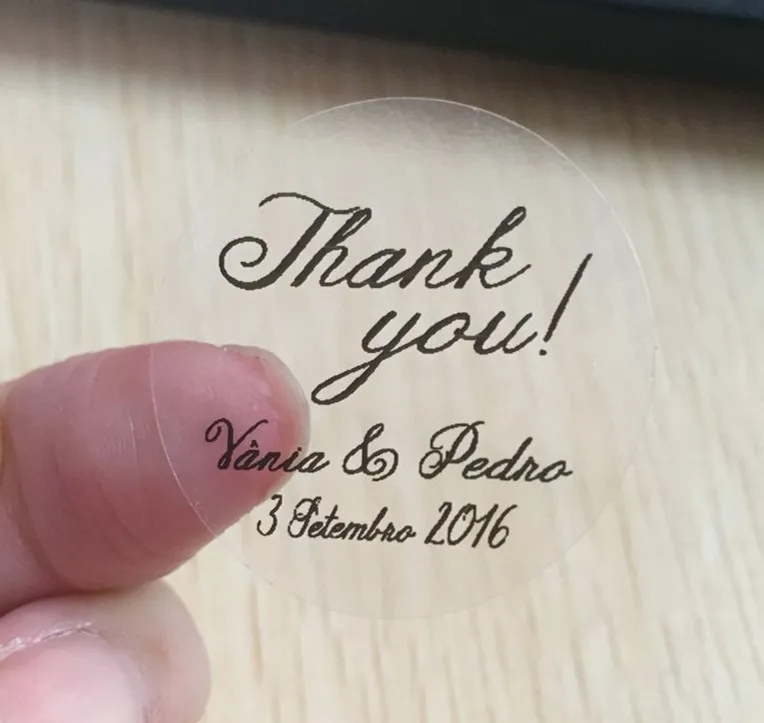 Thank
you!
Vânia & Pedro
3 Setembro 2016